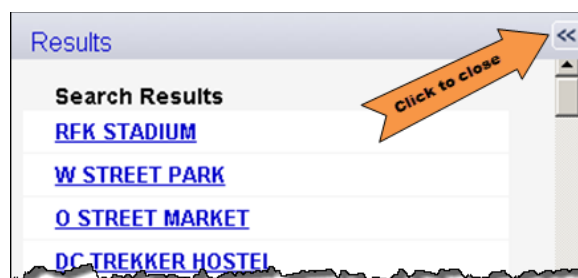 Results
<<
Click to close
Search Results
RFK STADIUM
W STREET PARK
O STREET MARKET
DC TREKKER HOSTEL